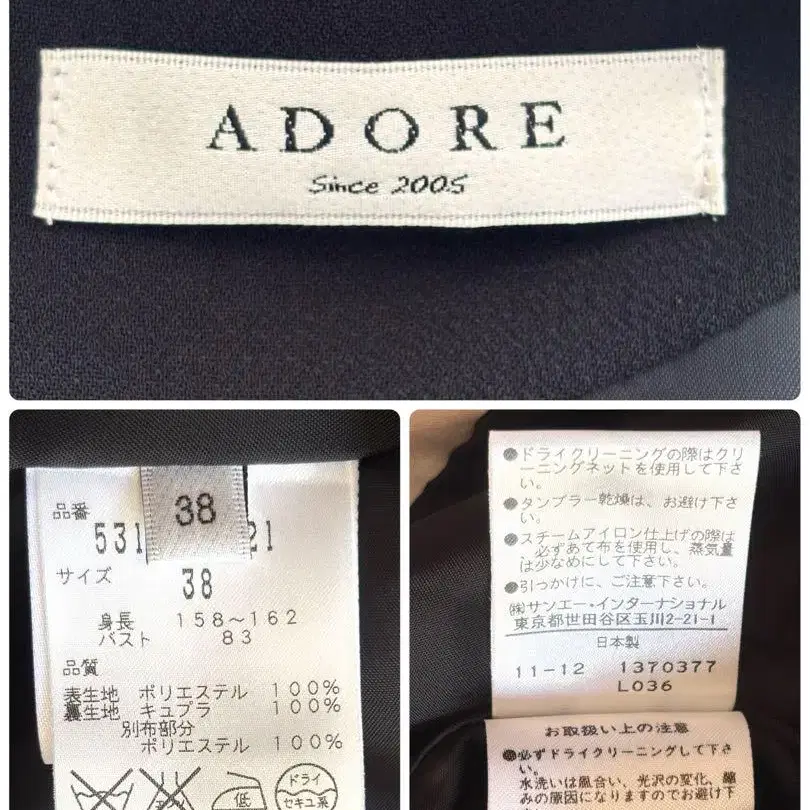 ADORE
Since 2005
38
品番
531 21
サイズ 38
身長 158〜162
バスト 83
品質
表生地 ポリエステル 100%
裏生地 キュプラ 100%
別布部分
ポリエステル 100%
低
ドライ
セキユ系
●ドライクリーニングの際はクリ
ーニングネットを使用して下さ
い。
●タンブラー乾燥は、お避け下さ
い。
●スチームアイロン仕上げの際は
必ずあて布を使用し、蒸気量
は少なめにして下さい。
●引っかけに、ご注意下さい。
㈱サンエー・インターナショナル
東京都世田谷区玉川2-21-1
日本製
11-12 1370377
L036
お取扱い上の注意
●必ずドライクリーニングして下さ
い。
水洗いは風合い、光沢の変化、縮
みの原因になりますのでお避け下